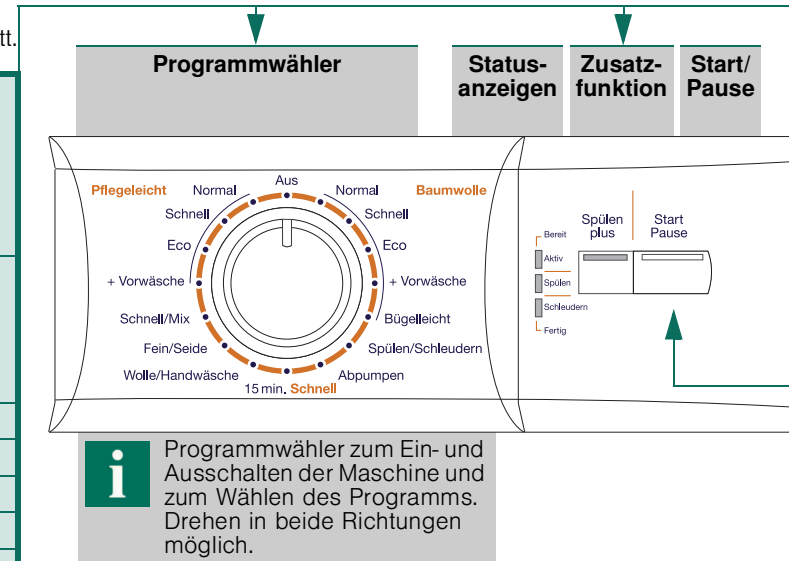 tt.
Programmwähler
Status-
anzeigen
Zusatz-
funktion
Start/
Pause
Aus
Pflegeleicht
Normal
Schnell
Eco
+ Vorwäsche
Schnell/Mix
Fein/Seide
Wolle/Handwäsche
15 min. Schnell
Baumwolle
Normal
Schnell
Eco
+ Vorwäsche
Bügelleicht
Spülen/Schleudern
Abpumpen
Bereit
Aktiv
Spülen
Schleudern
Fertig
Spülen
plus
Start
Pause
i
Programmwähler zum Ein- und
Ausschalten der Maschine und
zum Wählen des Programms.
Drehen in beide Richtungen
möglich.